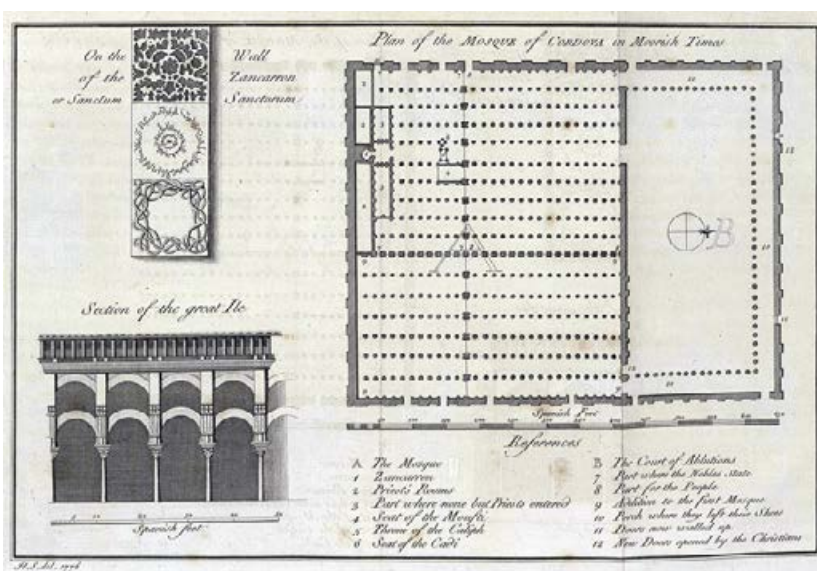 Plan of the MOSQUE of CORDOVA in Moorish Times
On the Wall
of the Zancarron
or Sanctum Sanctorum
Section of the great Ile
Spanish feet
Spanish Feet
References
A The Mosque
1 Zancarron
2 Priest's Rooms
3 Part where none but Priests entered
4 Seat of the Moufti
5 Throne of the Caliph
6 Seat of the Cadi
B The Court of Ablutions
7 Part where the Nobles
8 Part for the People
9 Addition to the first Mosque
10 Porch where they left their Shoes
11 Doors now walled up
12 New Doors opened by the Christians
H.S. del. 1776